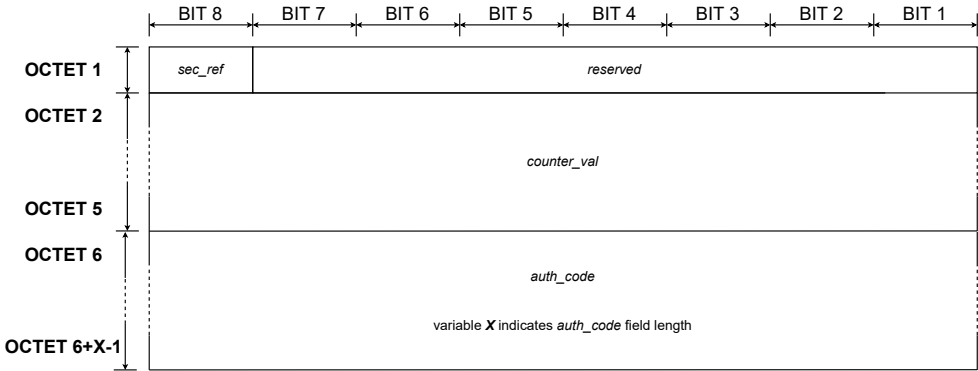 BIT 8 BIT 7 BIT 6 BIT 5 BIT 4 BIT 3 BIT 2 BIT 1
OCTET 1 sec_ref reserved
OCTET 2
counter_val
OCTET 5
OCTET 6
auth_code
variable X indicates auth_code field length
OCTET 6+X-1